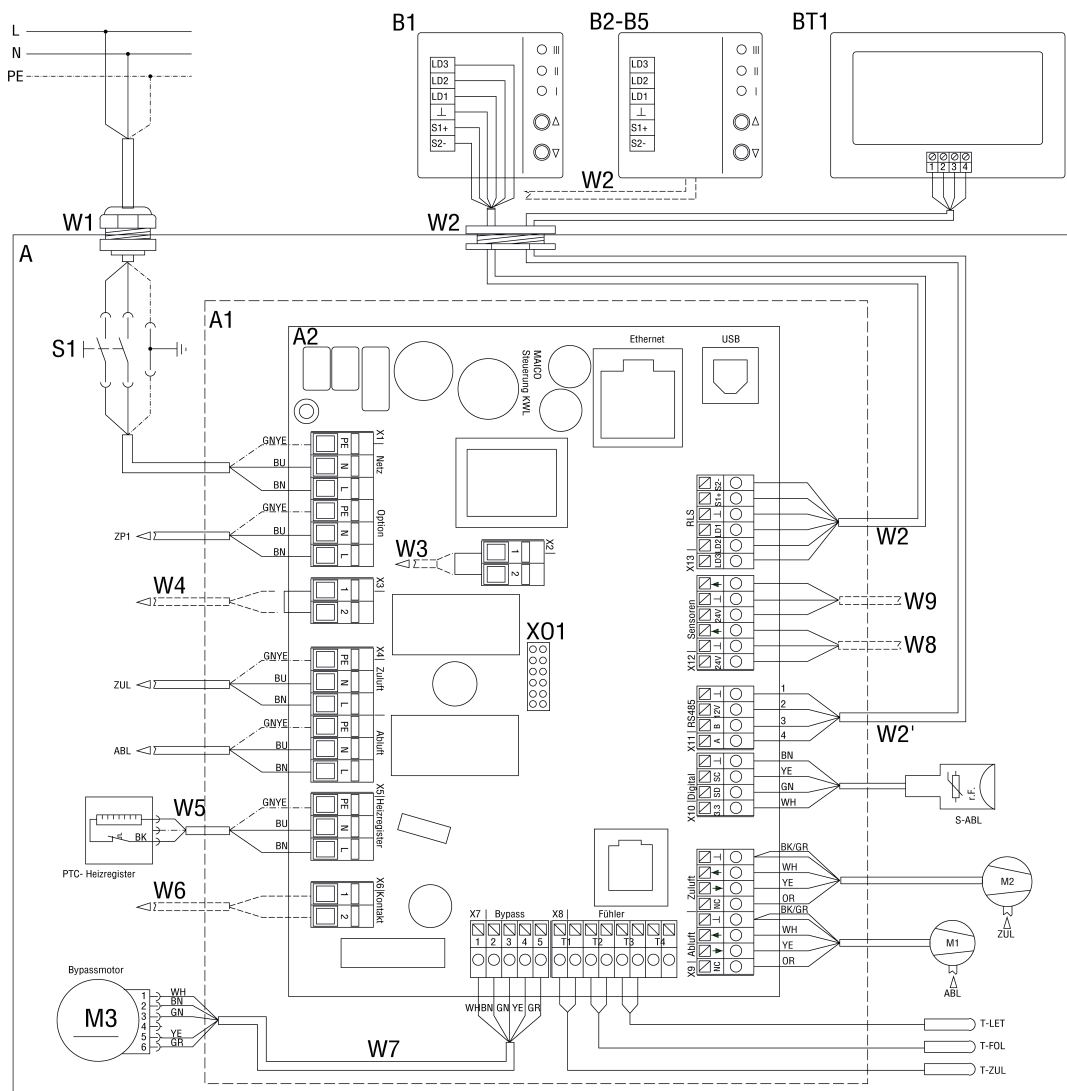 B1
B2-B5
BT1
L
N
PE
LD3
LD2
LD1
⊥
S1+
S2-
III
II
I
△
▽
LD3
LD2
LD1
⊥
S1+
S2-
III
II
I
△
▽
1 2 3 4
W2
W1
W2
A
A1
A2
S1
MAICO
Steuerung KWL
Ethernet
USB
GNYE
BU
BN
PE
N
L
X1|
Netz
GNYE
BU
BN
PE
N
L
Option
ZP1
W3
1
2
X2|
W4
1
2
X3|
XO1
GNYE
BU
BN
PE
N
L
X4|
Zuluft
ZUL
GNYE
BU
BN
PE
N
L
Abluft
ABL
W5
BK
PTC- Heizregister
GNYE
BU
BN
PE
N
L
X5|Heizregister
W6
1
2
X6|Kontakt
X13 |
RLS
S2-
S1+
⊥
LD1
LD2
LD3
W2
Sensoren
X12|
⊥
24V
⊥
24V
W9
W8
X11| RS485
⊥
12V
B
A
1
2
3
4
W2'
X10 |Digital
⊥
SC
SD
3.3
BN
YE
GN
WH
r.F.
S-ABL
Zuluft
⊥
NC
BK/GR
WH
YE
OR
M2
ZUL
X9 |
Abluft
⊥
NC
BK/GR
WH
YE
OR
M1
ABL
X7 | Bypass
1 2 3 4 5
X8 | Fühler
T1 T2 T3 T4
WH BN GN YE GR
Bypassmotor
M3
1 WH
2 BN
3 GN
4
5 YE
6 GR
W7
T-LET
T-FOL
T-ZUL